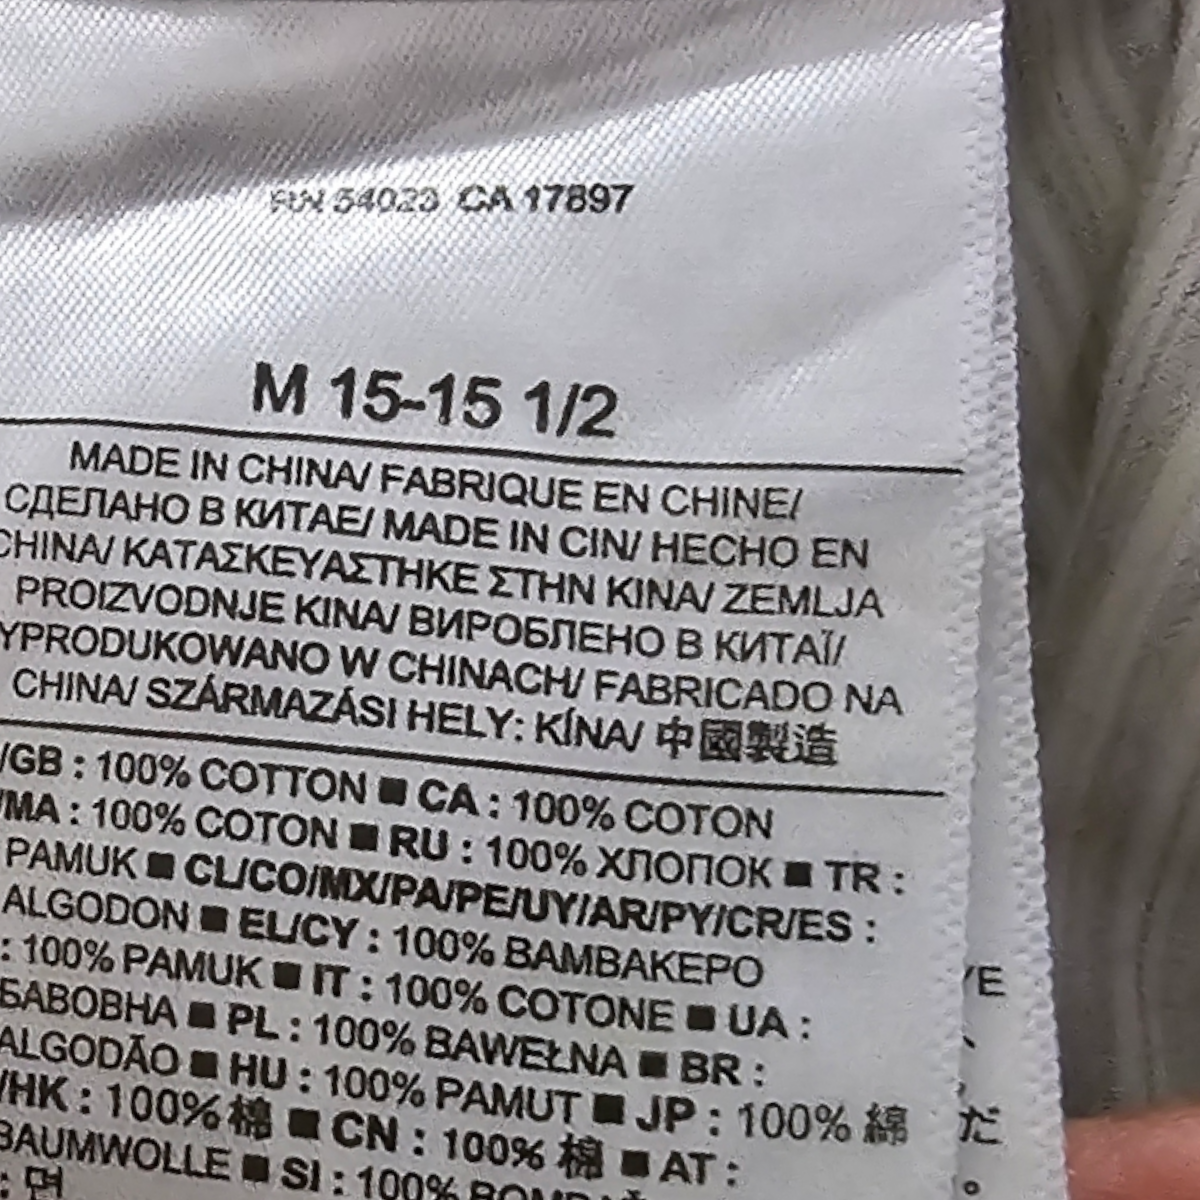 RN 54023 CA 17897
M 15-15 1/2
MADE IN CHINA/ FABRIQUE EN CHINE/
СДЕЛАНО В КИТАЕ/ MADE IN CIN/ HECHO EN
CHINA/ ΚΑΤΑΣΚΕΥΑΣΤΗΚΕ ΣΤΗΝ ΚΙΝΑ/ ZEMLJA
PROIZVODNJE KINA/ ВИРОБЛЕНО В КИТАЇ/
YPRODUKOWANO W CHINACH/ FABRICADO NA
CHINA/ SZÁRMAZÁSI HELY: KÍNA/ 中國製造
/GB : 100% COTTON ■ CA : 100% COTON
/MA : 100% COTON ■ RU : 100% ХЛОПОК ■ TR :
PAMUK ■ CL/CO/MX/PA/PE/UY/AR/PY/CR/ES :
ALGODON ■ EL/CY : 100% ΒΑΜΒΑΚΕΡΟ
: 100% PAMUK ■ IT : 100% COTONE ■ UA :
БАВОВНА ■ PL : 100% BAWEŁNA ■ BR :
ALGODÃO ■ HU : 100% PAMUT ■ JP : 100% 綿
/HK : 100% 棉 ■ CN : 100% 棉 ■ AT :
BAUMWOLLE ■ SI : 100%
: 면
YE
だ
。